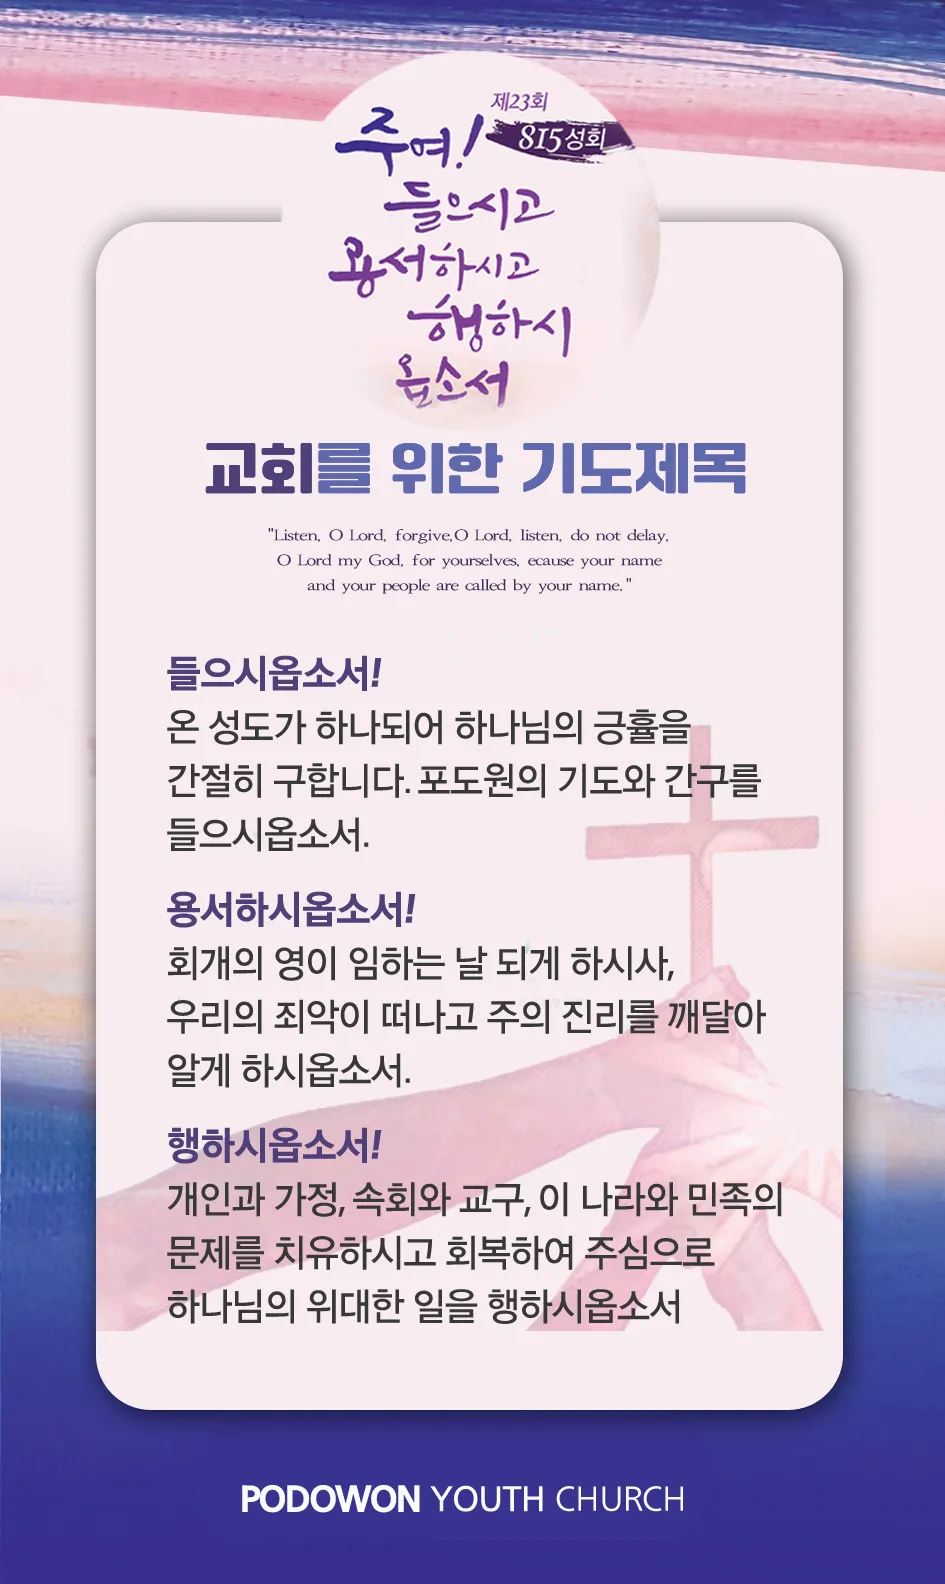 제23회
815성회
주여!
들으시고
용서하시고
행하시
옵소서
교회를 위한 기도제목
"Listen, O Lord, forgive,O Lord, listen, do not delay,
O Lord my God, for yourselves, ecause your name
and your people are called by your name."
들으시옵소서!
온 성도가 하나되어 하나님의 긍휼을
간절히 구합니다. 포도원의 기도와 간구를
들으시옵소서.
용서하시옵소서!
회개의 영이 임하는 날 되게 하시사,
우리의 죄악이 떠나고 주의 진리를 깨달아
알게 하시옵소서.
행하시옵소서!
개인과 가정, 속회와 교구, 이 나라와 민족의
문제를 치유하시고 회복하여 주심으로
하나님의 위대한 일을 행하시옵소서
PODOWON YOUTH CHURCH